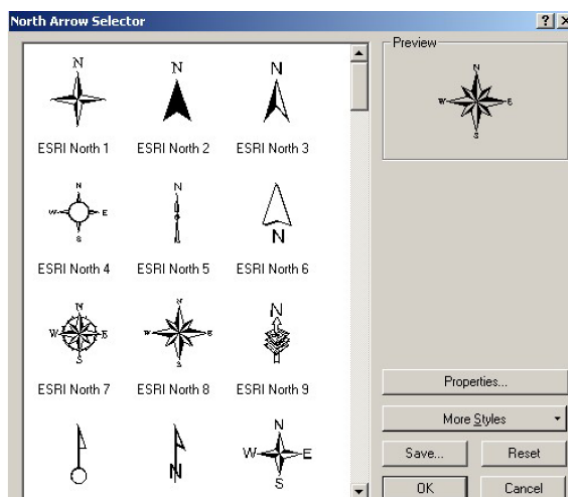 North Arrow Selector
? X
Preview
N
N
N
N
W E
S
ESRI North 1
ESRI North 2
ESRI North 3
N
W E
S
N
N
ESRI North 4
ESRI North 5
ESRI North 6
N
W E
S
N
W E
S
N
ESRI North 7
ESRI North 8
ESRI North 9
N
N
W E
S
Properties...
More Styles
Save...
Reset
OK
Cancel